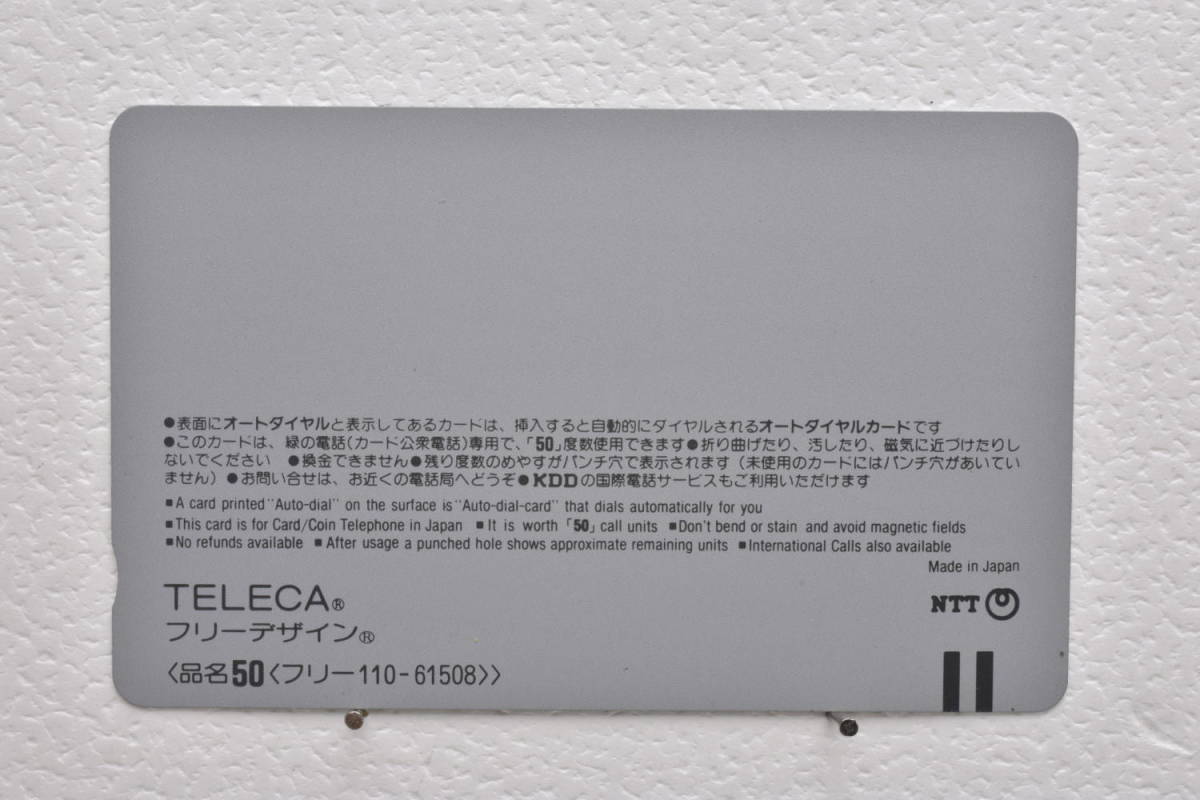 ●表面にオートダイヤルと表示してあるカードは、挿入すると自動的にダイヤルされるオートダイヤルカードです
●このカードは、緑の電話(カード公衆電話)専用で、「50」度数使用できます●折り曲げたり、汚したり、磁気に近づけたりし
ないでください ●換金できません●残り度数のめやすがパンチ穴で表示されます(未使用のカードにはパンチ穴があいていません)
●お問い合せは、お近くの電話局へどうぞ●KDDの国際電話サービスもご利用いただけます
■A card printed "Auto-dial" on the surface is "Auto-dial-card" that dials automatically for you
■This card is for Card/Coin Telephone in Japan ■It is worth「50」call units ■Don't bend or stain and avoid magnetic fields
■No refunds available ■After usage a punched hole shows approximate remaining units ■International Calls also available
Made in Japan
TELECA®
NTT
フリーデザイン®
〈品名50〈フリー110-61508〉〉